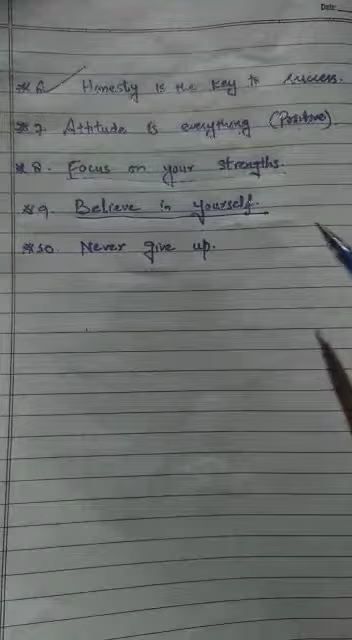 Date:
*6. Honesty is the key to success.
*7. Attitude is everything (Positive).
*8. Focus on your strengths.
*9. Believe in yourself.
*10. Never give up.